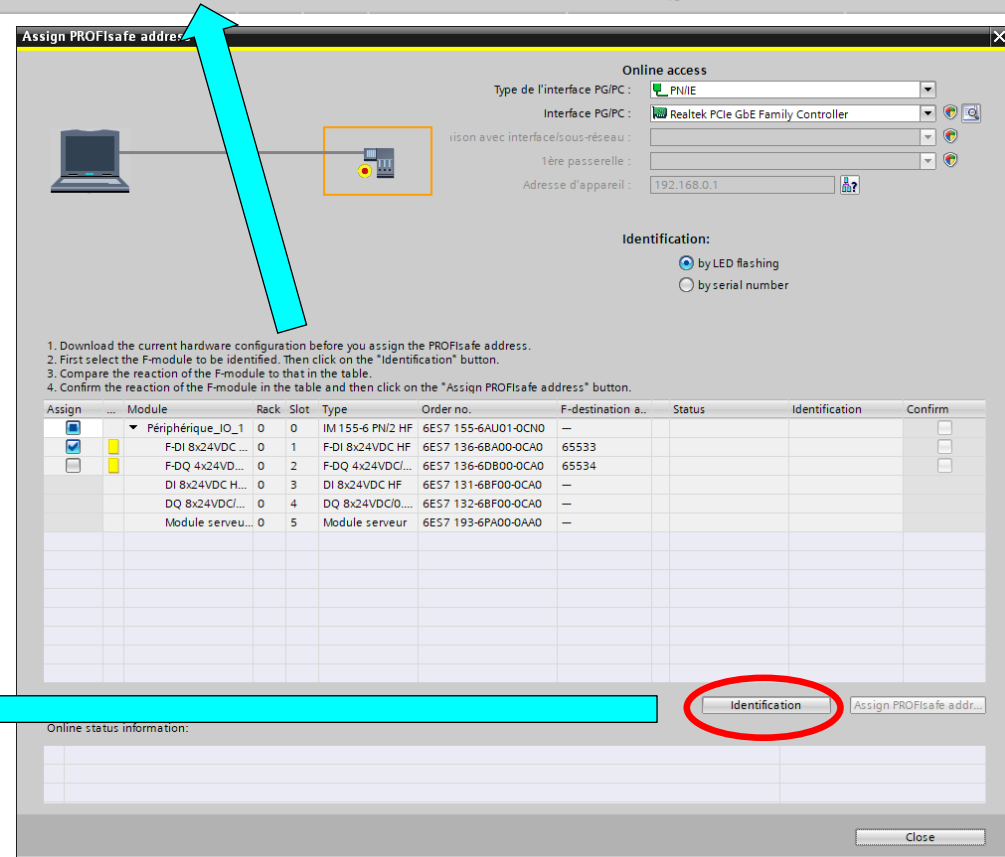 Assign PROFIsafe addres
Online access
Type de l'interface PG/PC : PN/IE
Interface PG/PC : Realtek PCIe GbE Family Controller
ison avec interface/sous-réseau :
1ère passerelle :
Adresse d'appareil : 192.168.0.1
Identification:
by LED flashing
by serial number
1. Download the current hardware configuration before you assign the PROFIsafe address.
2. First select the F-module to be identified. Then click on the "Identification" button.
3. Compare the reaction of the F-module to that in the table.
4. Confirm the reaction of the F-module in the table and then click on the "Assign PROFIsafe address" button.
Assign ... Module Rack Slot Type Order no. F-destination a.. Status Identification Confirm
Périphérique_IO_1 0 0 IM 155-6 PN/2 HF 6ES7 155-6AU01-0CN0 —
F-DI 8x24VDC ... 0 1 F-DI 8x24VDC HF 6ES7 136-6BA00-0CA0 65533
F-DQ 4x24VD... 0 2 F-DQ 4x24VDC/... 6ES7 136-6DB00-0CA0 65534
DI 8x24VDC H... 0 3 DI 8x24VDC HF 6ES7 131-6BF00-0CA0 —
DQ 8x24VDC/... 0 4 DQ 8x24VDC/0.... 6ES7 132-6BF00-0CA0 —
Module serveu... 0 5 Module serveur 6ES7 193-6PA00-0AA0 —
Identification Assign PROFIsafe addr...
Online status information:
Close